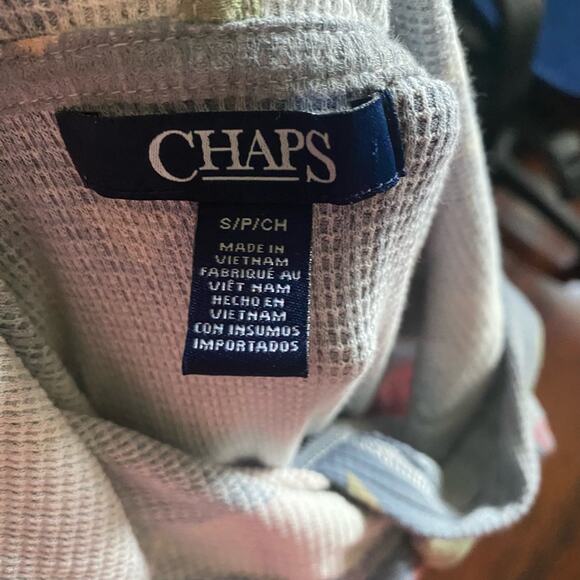 CHAPS
S/P/CH
MADE IN
VIETNAM
FABRIQUÉ AU
VIÊT NAM
HECHO EN
VIETNAM
CON INSUMOS
IMPORTADOS